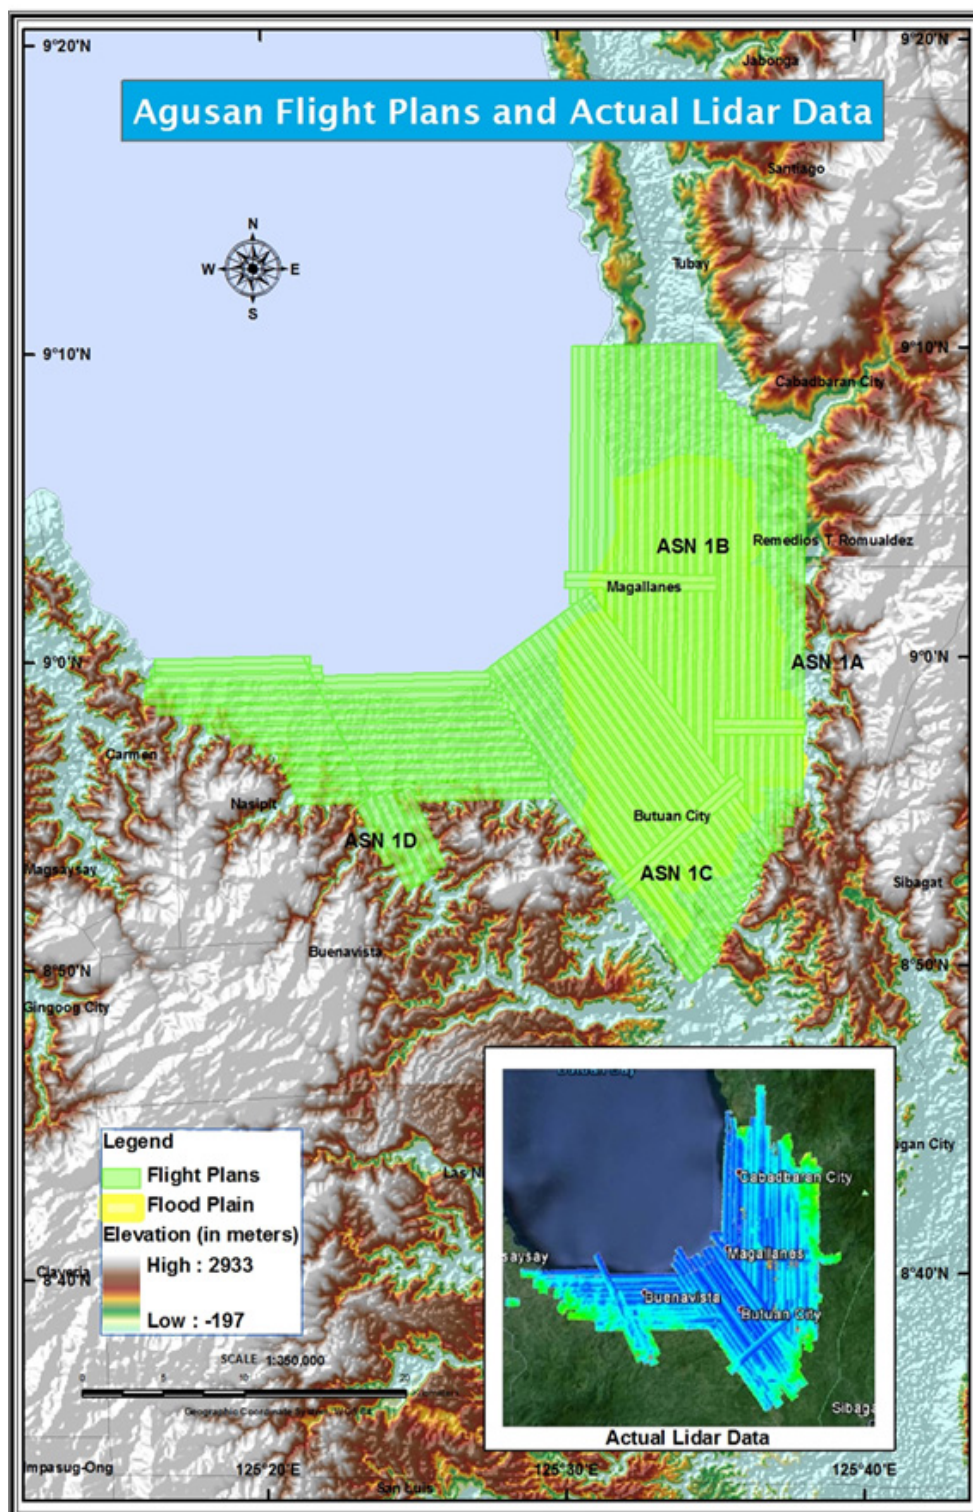 9°20'N
9°20'N
Jabonga
Agusan Flight Plans and Actual Lidar Data
Santiago
N
W E
S
Tubay
9°10'N
9°10'N
Cabadbaran City
ASN 1B
Remedios T. Romualdez
Magallanes
9°0'N
ASN 1A
9°0'N
Carmen
Nasipit
Butuan City
ASN 1D
Magsaysay
ASN 1C
Sibagat
Buenavista
8°50'N
8°50'N
Gingoog City
Legend
Flight Plans
Flood Plain
Elevation (in meters)
High : 2933
Low : -197
Claveria
8°40'N
8°40'N
SCALE 1:350,000
0 5 10 20
Cabadbaran City
Magallanes
Buenavista
Butuan City
Actual Lidar Data
Impasug-Ong
125°20'E
125°30'E
125°40'E
San Luis